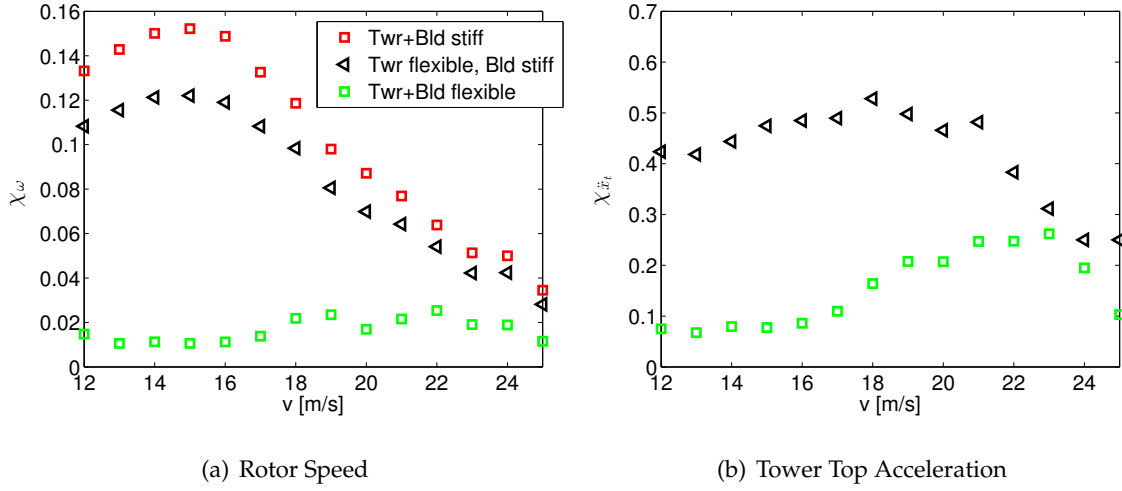 0.16
0.14
0.12
0.1
0.08
0.06
0.04
0.02
0
χω
12 14 16 18 20 22 24
v [m/s]
Twr+Bld stiff
Twr flexible, Bld stiff
Twr+Bld flexible
(a) Rotor Speed
0.7
0.6
0.5
0.4
0.3
0.2
0.1
0
χẍt
12 14 16 18 20 22 24
v [m/s]
(b) Tower Top Acceleration